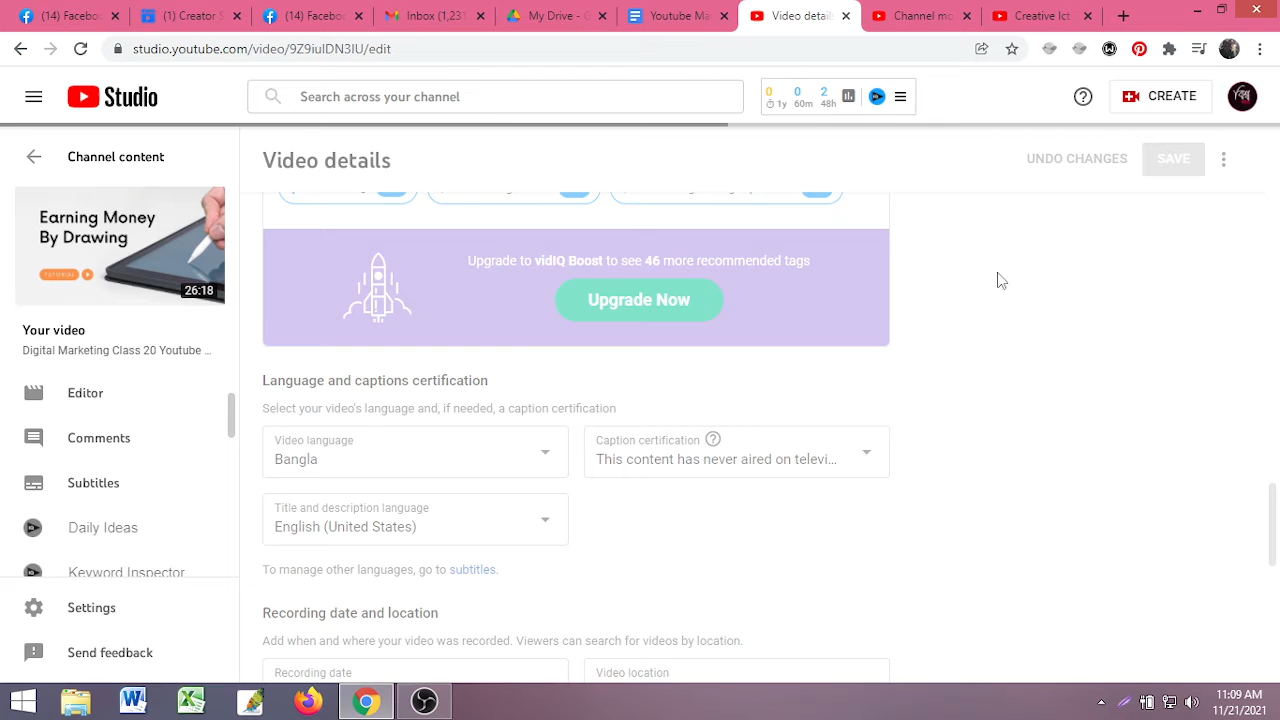 (14) Facebo
(1) Creator S
(14) Faceboo
Inbox (1,231
My Drive - G
Youtube Ma
Video detai
Channel mo
Creative Ict
studio.youtube.com/video/9Z9iulDN3IU/edit
Studio
Search across your channel
0 0 2
1y 60m 48h
CREATE
Channel content
Video details
UNDO CHANGES
SAVE
Earning Money
By Drawing
TUTORIAL
26:18
Your video
Digital Marketing Class 20 Youtube ...
Editor
Comments
Subtitles
Daily Ideas
Keyword Inspector
Settings
Send feedback
Upgrade to vidIQ Boost to see 46 more recommended tags
Upgrade Now
Language and captions certification
Select your video's language and, if needed, a caption certification
Video language
Bangla
Caption certification
This content has never aired on televi...
Title and description language
English (United States)
To manage other languages, go to subtitles.
Recording date and location
Add when and where your video was recorded. Viewers can search for videos by location.
Recording date
Video location
11:09 AM
11/21/2021